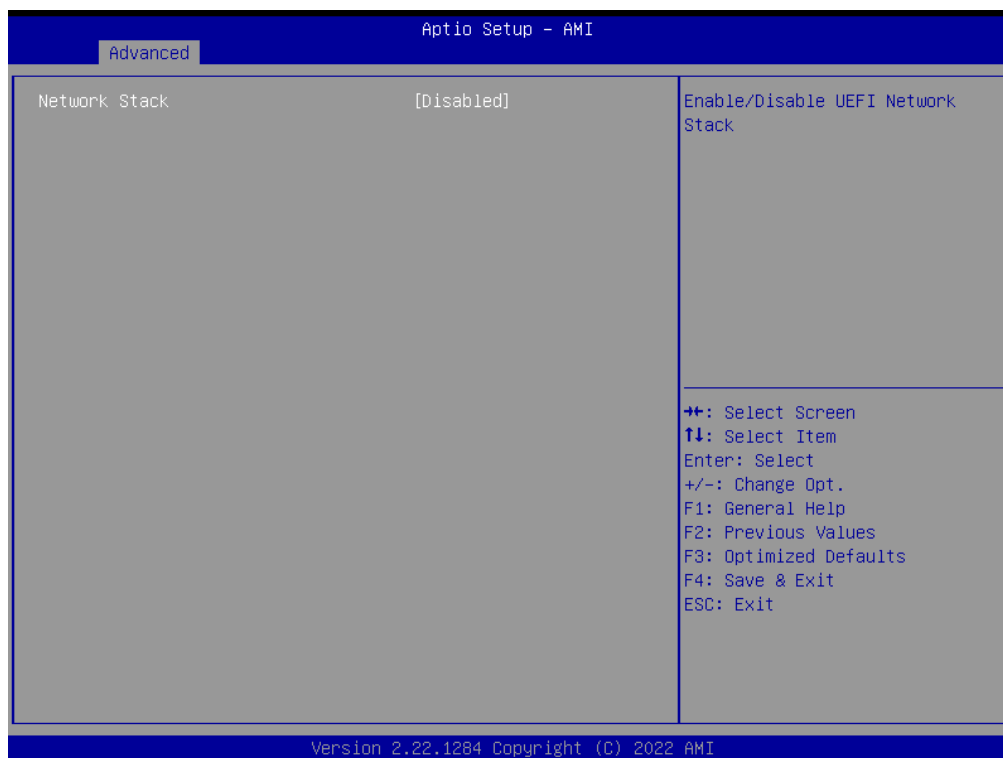 Aptio Setup – AMI
Advanced
Network Stack [Disabled]
Enable/Disable UEFI Network
Stack
→←: Select Screen
↑↓: Select Item
Enter: Select
+/-: Change Opt.
F1: General Help
F2: Previous Values
F3: Optimized Defaults
F4: Save & Exit
ESC: Exit
Version 2.22.1284 Copyright (C) 2022 AMI